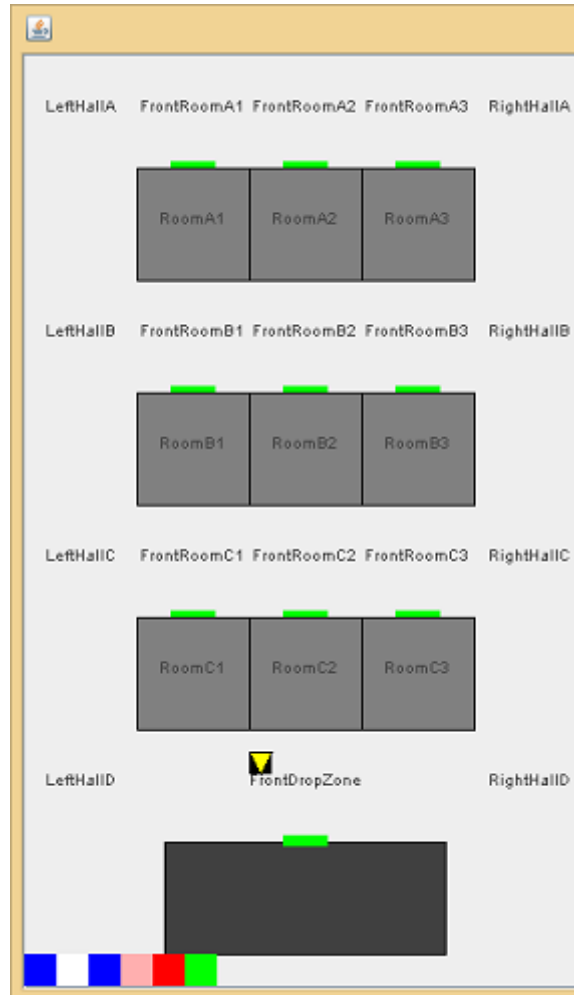 LeftHallA FrontRoomA1 FrontRoomA2 FrontRoomA3 RightHallA
RoomA1 RoomA2 RoomA3
LeftHallB FrontRoomB1 FrontRoomB2 FrontRoomB3 RightHallB
RoomB1 RoomB2 RoomB3
LeftHallC FrontRoomC1 FrontRoomC2 FrontRoomC3 RightHallC
RoomC1 RoomC2 RoomC3
LeftHallD FrontDropZone RightHallD